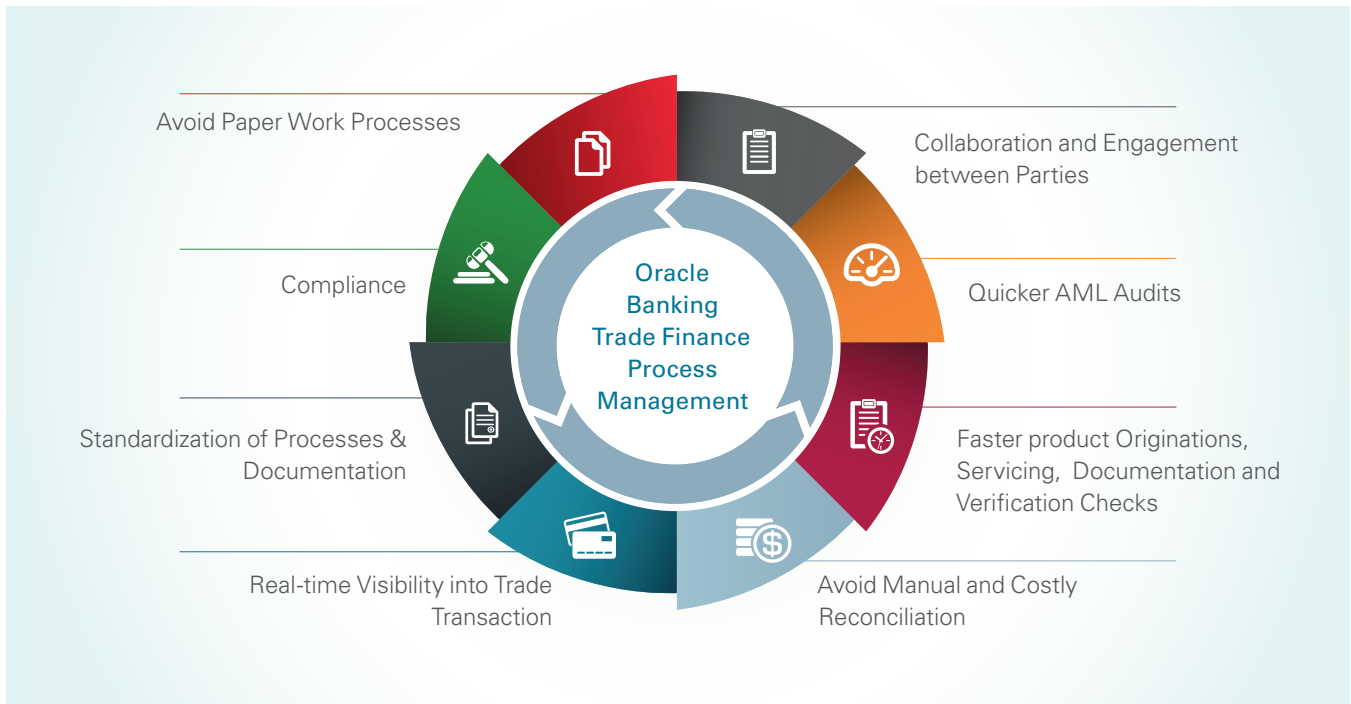 Avoid Paper Work Processes
Collaboration and Engagement
between Parties
Compliance
Quicker AML Audits
Oracle
Banking
Trade Finance
Process
Management
Standardization of Processes &
Documentation
Faster product Originations,
Servicing, Documentation and
Verification Checks
Real-time Visibility into Trade
Transaction
Avoid Manual and Costly
Reconciliation
$